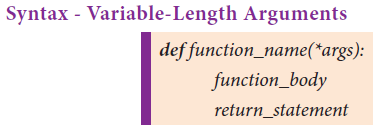 Syntax - Variable-Length Arguments
def function_name(*args):
function_body
return_statement